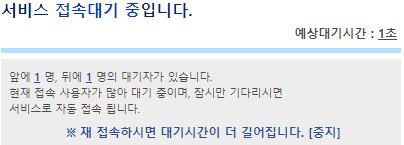 서비스 접속대기 중입니다.
예상대기시간 : 1초
앞에 1 명, 뒤에 1 명의 대기자가 있습니다.
현재 접속 사용자가 많아 대기 중이며, 잠시만 기다리시면
서비스로 자동 접속 됩니다.
※ 재 접속하시면 대기시간이 더 길어집니다. [중지]